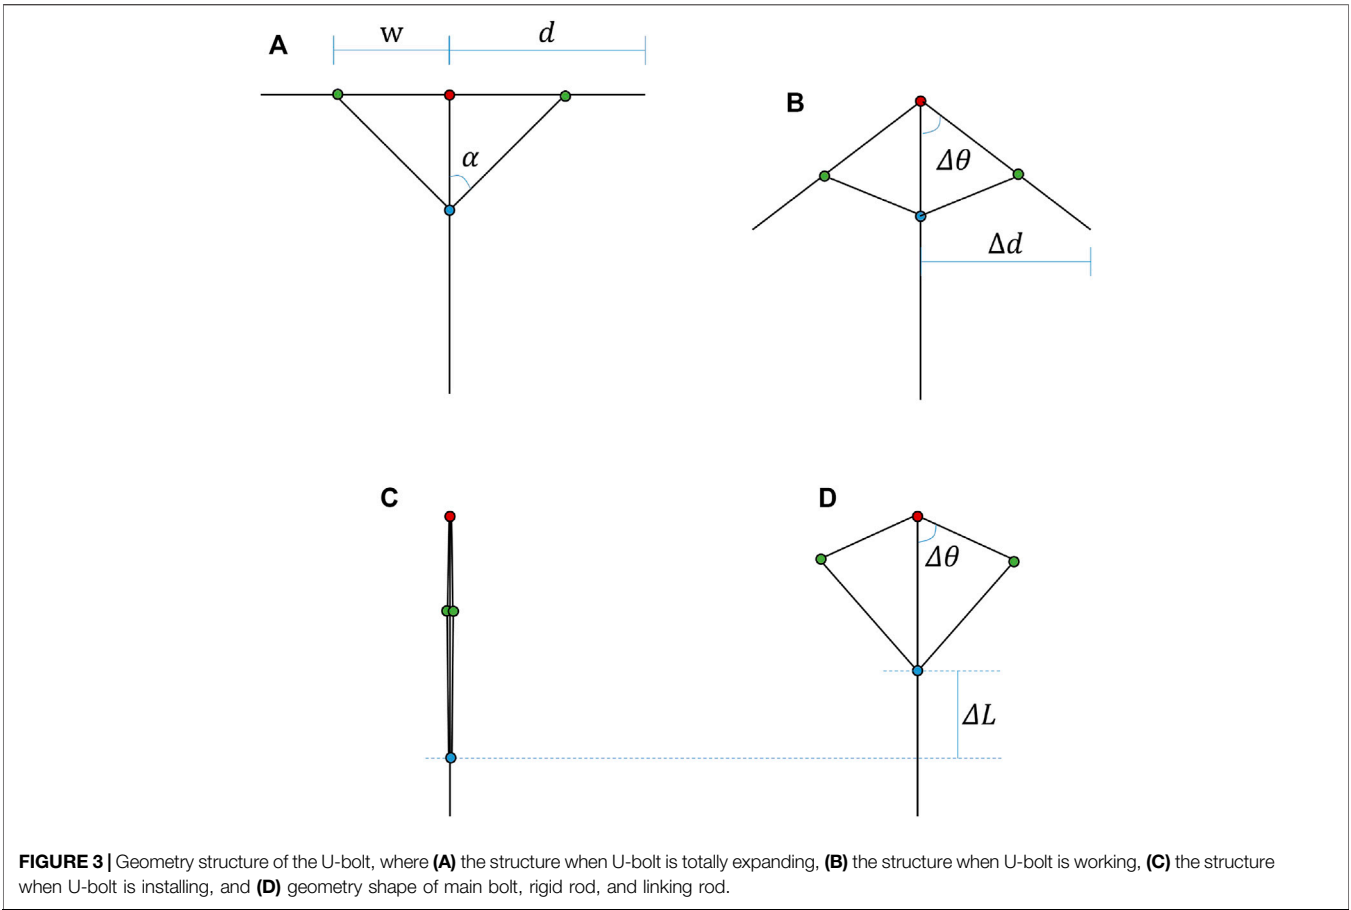 A
w
d
α
B
Δθ
Δd
C
D
Δθ
ΔL
FIGURE 3 | Geometry structure of the U-bolt, where (A) the structure when U-bolt is totally expanding, (B) the structure when U-bolt is working, (C) the structure
when U-bolt is installing, and (D) geometry shape of main bolt, rigid rod, and linking rod.